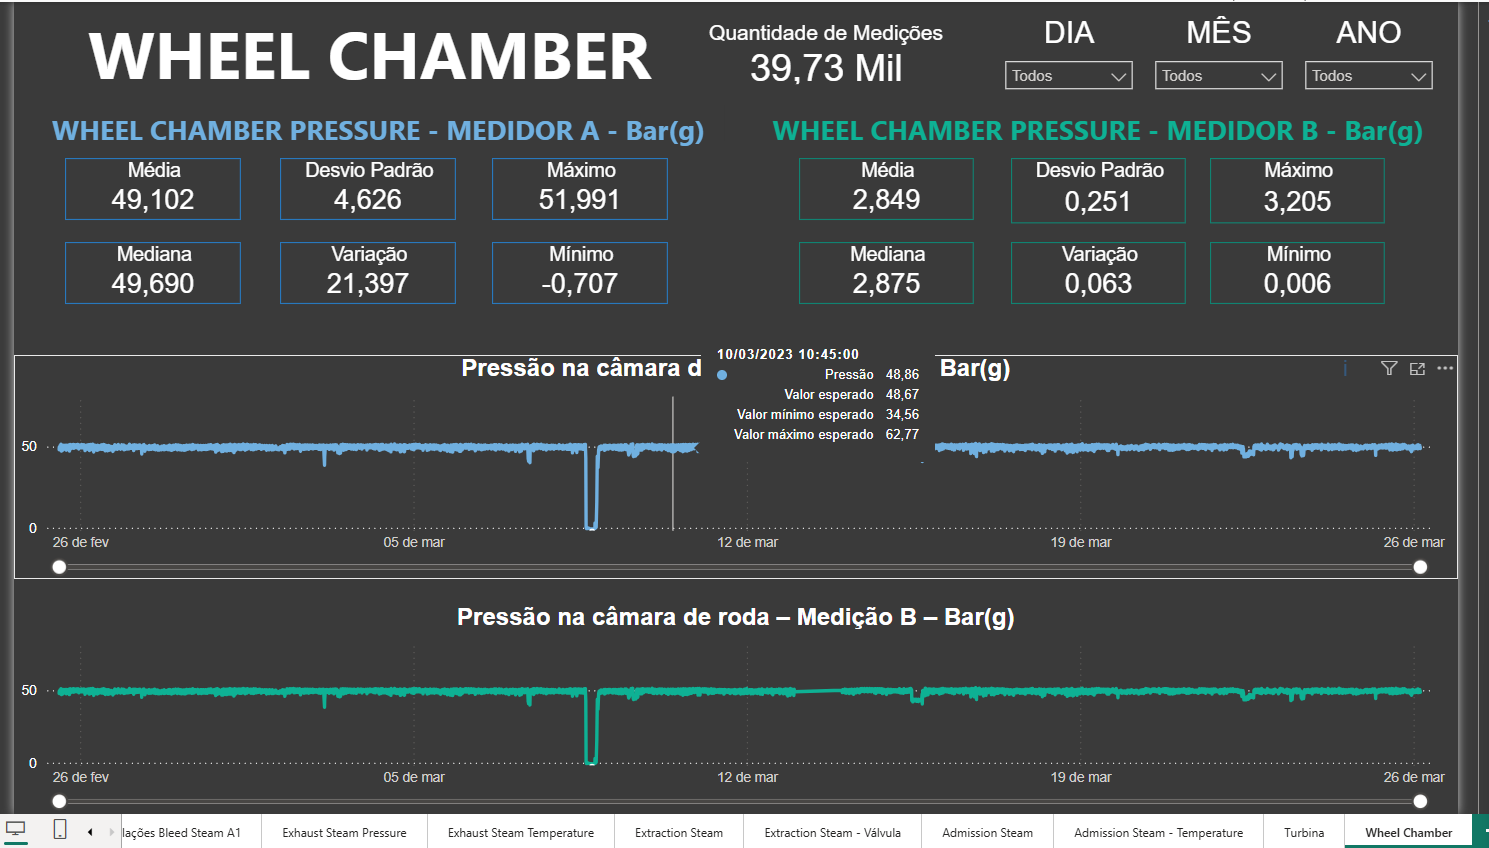 WHEEL CHAMBER
Quantidade de Medições
39,73 Mil
DIA
MÊS
ANO
Todos
Todos
Todos
WHEEL CHAMBER PRESSURE - MEDIDOR A - Bar(g)
Média
49,102
Desvio Padrão
4,626
Máximo
51,991
Mediana
49,690
Variação
21,397
Mínimo
-0,707
WHEEL CHAMBER PRESSURE - MEDIDOR B - Bar(g)
Média
2,849
Desvio Padrão
0,251
Máximo
3,205
Mediana
2,875
Variação
0,063
Mínimo
0,006
Pressão na câmara d
Bar(g)
10/03/2023 10:45:00
Pressão 48,86
Valor esperado 48,67
Valor mínimo esperado 34,56
Valor máximo esperado 62,77
50
0
26 de fev
05 de mar
12 de mar
19 de mar
26 de mar
Pressão na câmara de roda – Medição B – Bar(g)
50
0
26 de fev
05 de mar
12 de mar
19 de mar
26 de mar
lações Bleed Steam A1
Exhaust Steam Pressure
Exhaust Steam Temperature
Extraction Steam
Extraction Steam - Válvula
Admission Steam
Admission Steam - Temperature
Turbina
Wheel Chamber